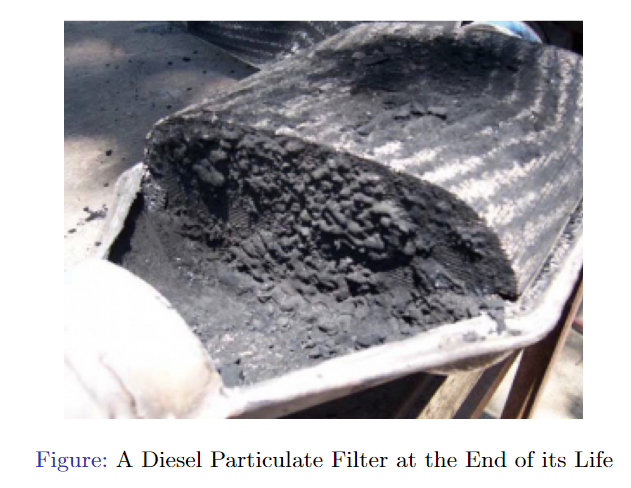 Figure: A Diesel Particulate Filter at the End of its Life